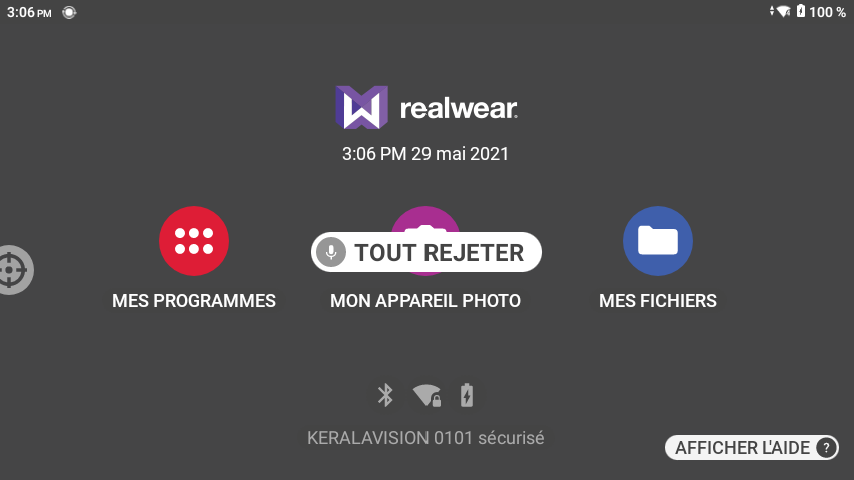 3:06 PM
100 %
realwear
3:06 PM 29 mai 2021
TOUT REJETER
MES PROGRAMMES
MON APPAREIL PHOTO
MES FICHIERS
KERALAVISION 0101 sécurisé
AFFICHER L'AIDE ?